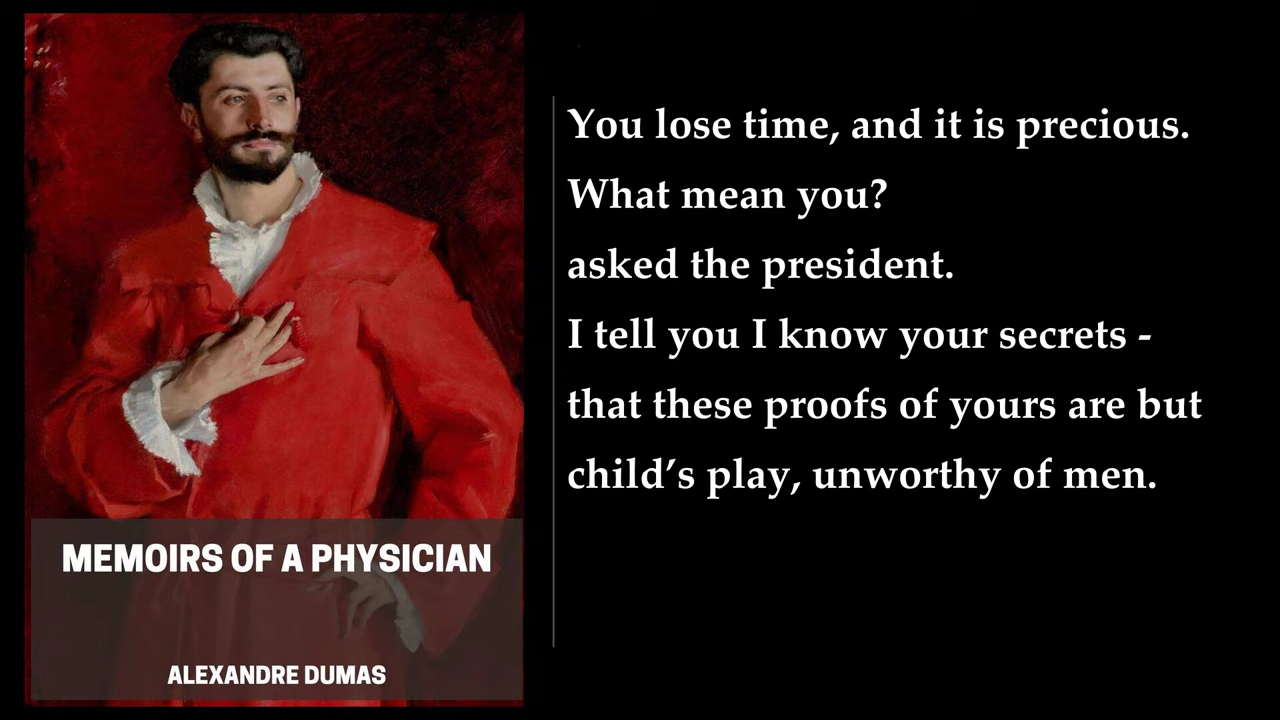 MEMOIRS OF A PHYSICIAN
ALEXANDRE DUMAS
You lose time, and it is precious.
What mean you?
asked the president.
I tell you I know your secrets -
that these proofs of yours are but
child’s play, unworthy of men.